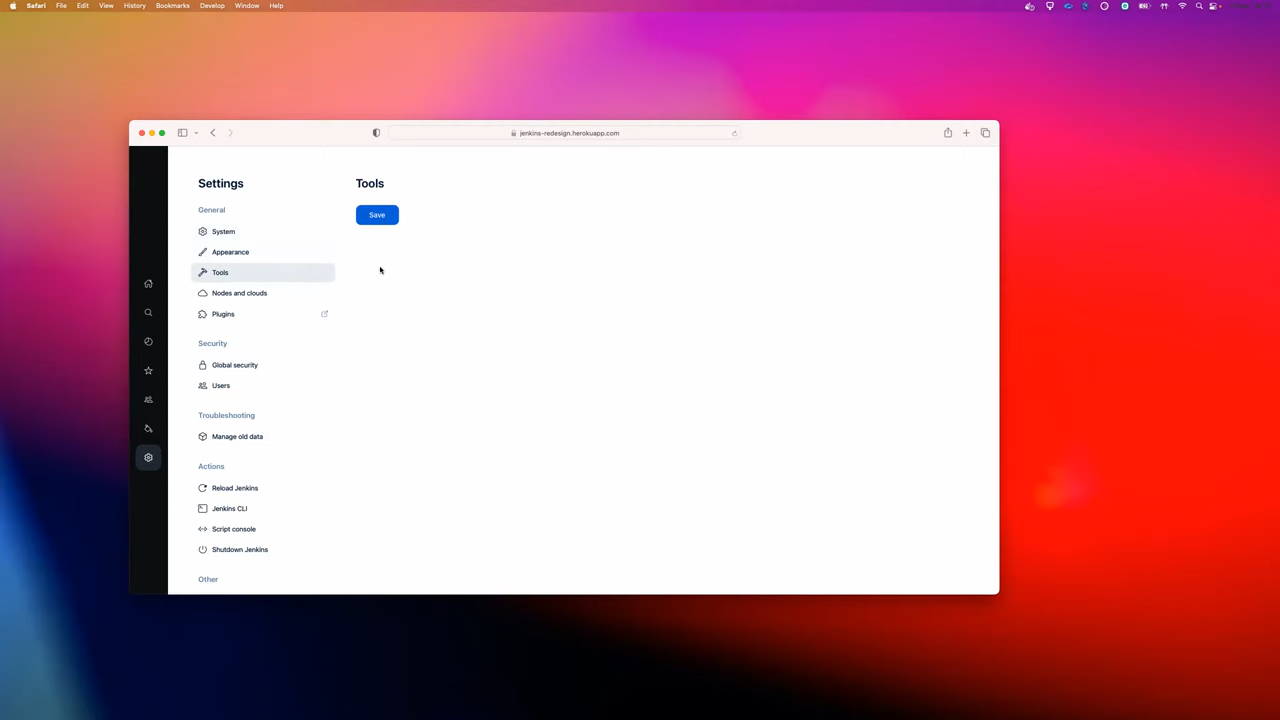 Safari File Edit View History Bookmarks Develop Window Help
jenkins-redesign.herokuapp.com
Settings
General
System
Appearance
Tools
Nodes and clouds
Plugins
Security
Global security
Users
Troubleshooting
Manage old data
Actions
Reload Jenkins
Jenkins CLI
Script console
Shutdown Jenkins
Other
Tools
Save